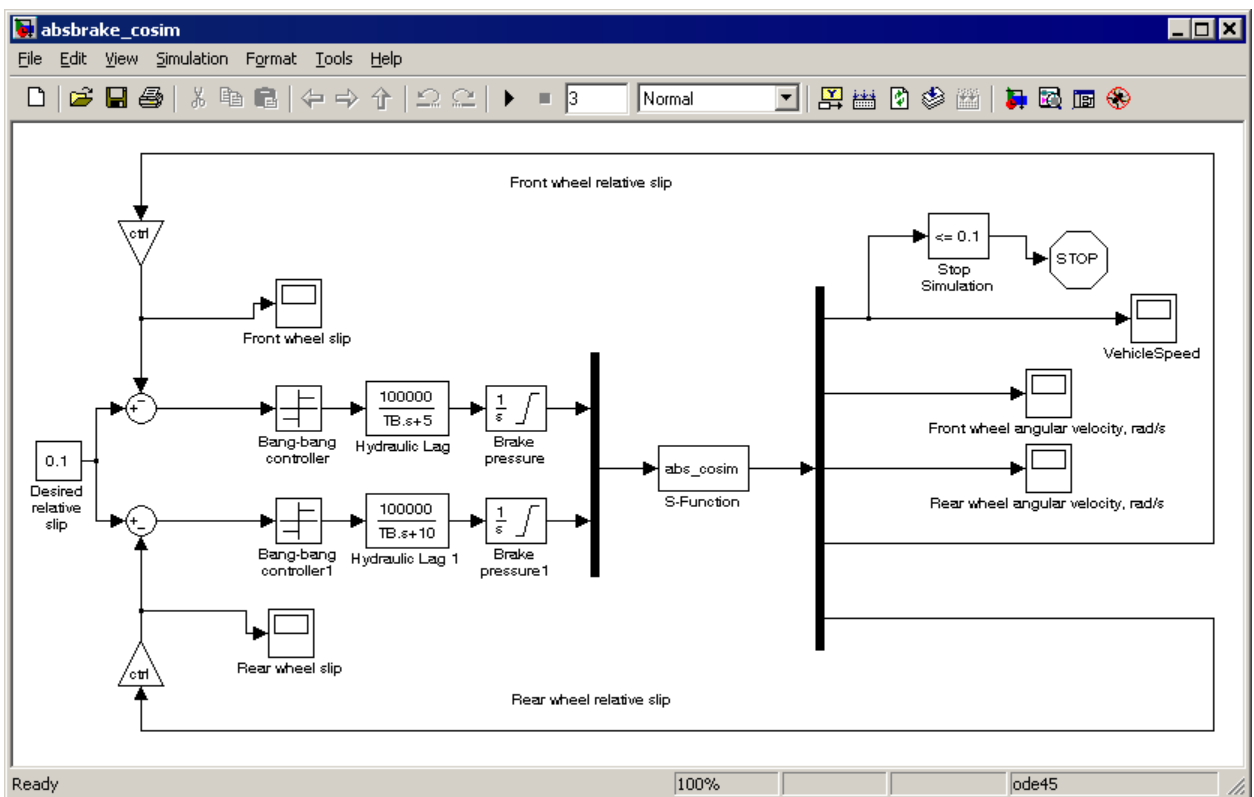 absbrake_cosim
File Edit View Simulation Format Tools Help
3 Normal
Front wheel relative slip
ctrl
<= 0.1
Stop
Simulation
STOP
Front wheel slip
VehicleSpeed
+
−
Bang-bang
controller
100000
TB.s+5
Hydraulic Lag
1
s
Brake
pressure
Front wheel angular velocity, rad/s
0.1
Desired
relative
slip
abs_cosim
S-Function
Rear wheel angular velocity, rad/s
+
−
Bang-bang
controller1
100000
TB.s+10
Hydraulic Lag 1
1
s
Brake
pressure1
Rear wheel slip
ctrl
Rear wheel relative slip
Ready 100% ode45